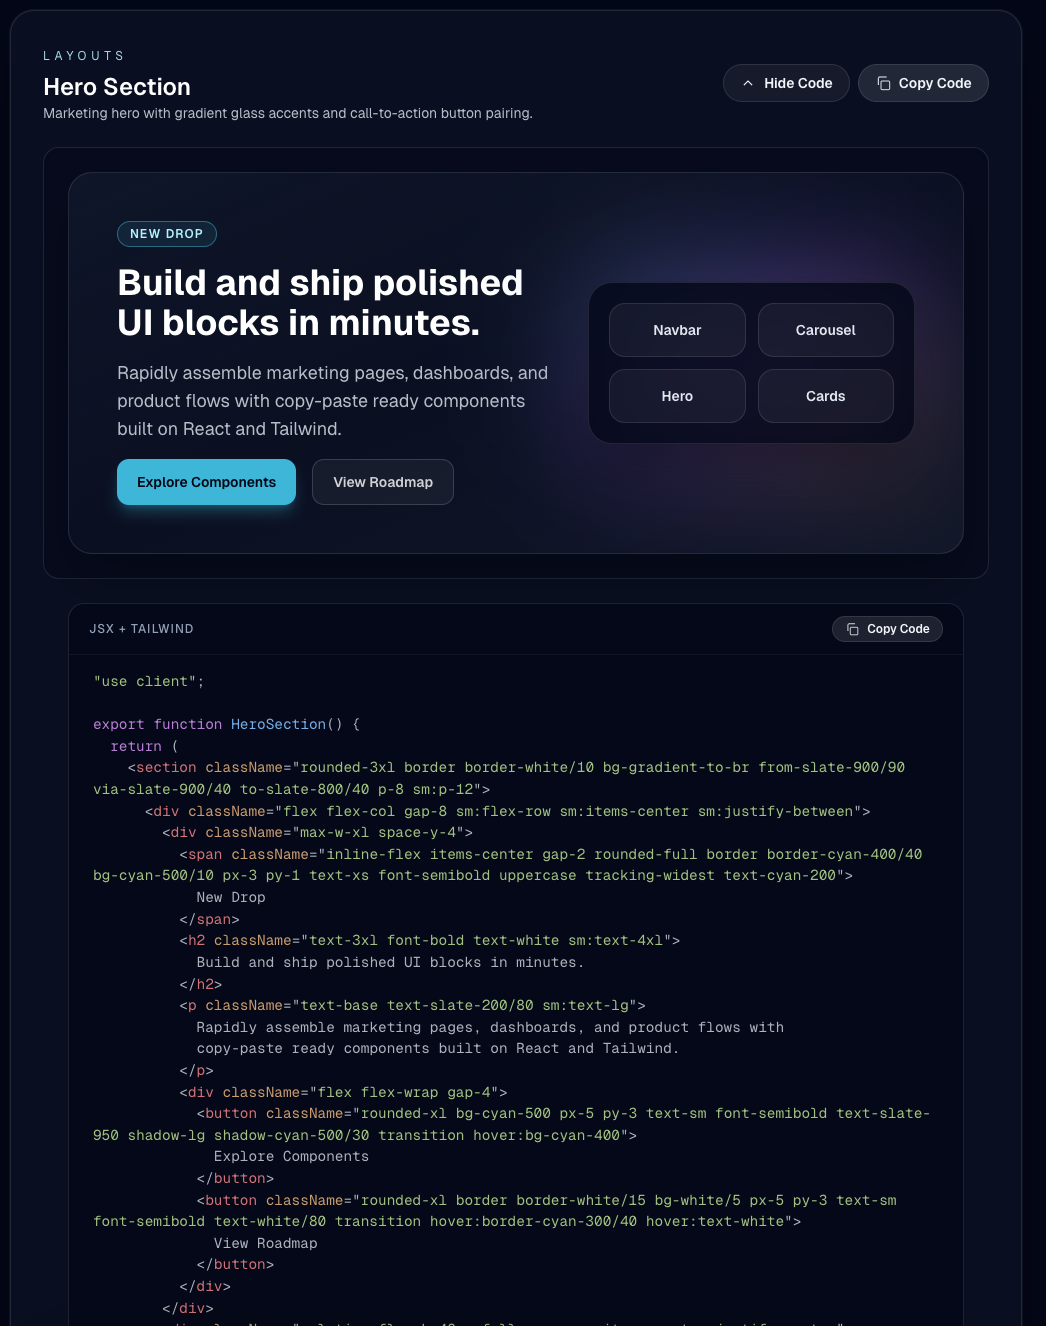 LAYOUTS
Hero Section
Marketing hero with gradient glass accents and call-to-action button pairing.
Hide Code
Copy Code
NEW DROP
Build and ship polished
UI blocks in minutes.
Rapidly assemble marketing pages, dashboards, and
product flows with copy-paste ready components
built on React and Tailwind.
Explore Components
View Roadmap
Navbar
Carousel
Hero
Cards
JSX + TAILWIND
Copy Code
"use client";
export function HeroSection() {
return (
<section className="rounded-3xl border border-white/10 bg-gradient-to-br from-slate-900/90
via-slate-900/40 to-slate-800/40 p-8 sm:p-12">
<div className="flex flex-col gap-8 sm:flex-row sm:items-center sm:justify-between">
<div className="max-w-xl space-y-4">
<span className="inline-flex items-center gap-2 rounded-full border border-cyan-400/40
bg-cyan-500/10 px-3 py-1 text-xs font-semibold uppercase tracking-widest text-cyan-200">
New Drop
</span>
<h2 className="text-3xl font-bold text-white sm:text-4xl">
Build and ship polished UI blocks in minutes.
</h2>
<p className="text-base text-slate-200/80 sm:text-lg">
Rapidly assemble marketing pages, dashboards, and product flows with
copy-paste ready components built on React and Tailwind.
</p>
<div className="flex flex-wrap gap-4">
<button className="rounded-xl bg-cyan-500 px-5 py-3 text-sm font-semibold text-slate-
950 shadow-lg shadow-cyan-500/30 transition hover:bg-cyan-400">
Explore Components
</button>
<button className="rounded-xl border border-white/15 bg-white/5 px-5 py-3 text-sm
font-semibold text-white/80 transition hover:border-cyan-300/40 hover:text-white">
View Roadmap
</button>
</div>
</div>